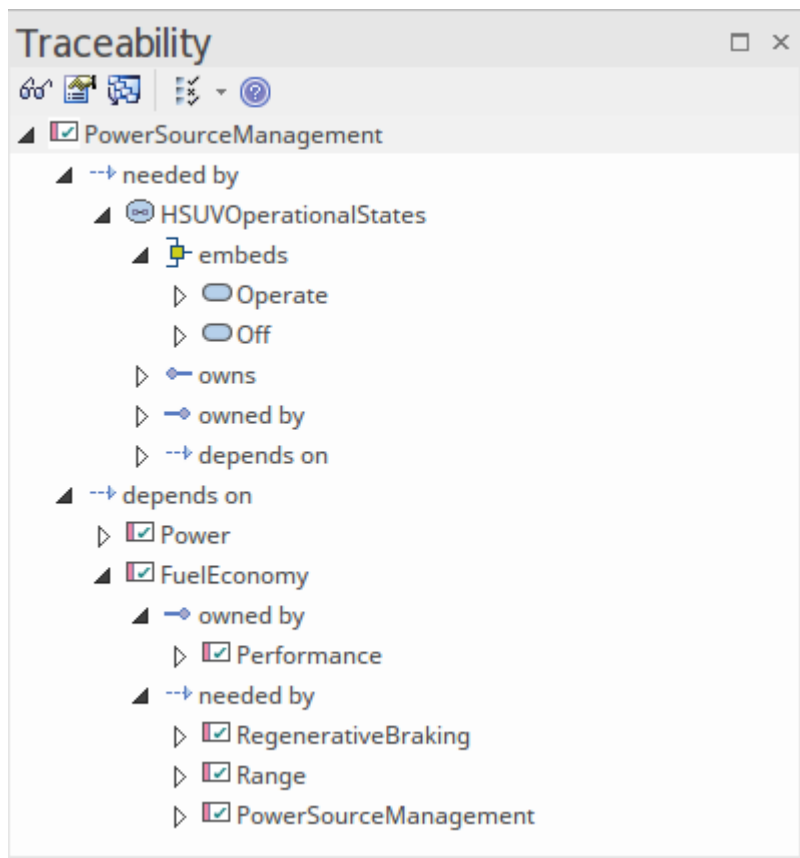 Traceability
PowerSourceManagement
needed by
HSUVOperationalStates
embeds
Operate
Off
owns
owned by
depends on
depends on
Power
FuelEconomy
owned by
Performance
needed by
RegenerativeBraking
Range
PowerSourceManagement